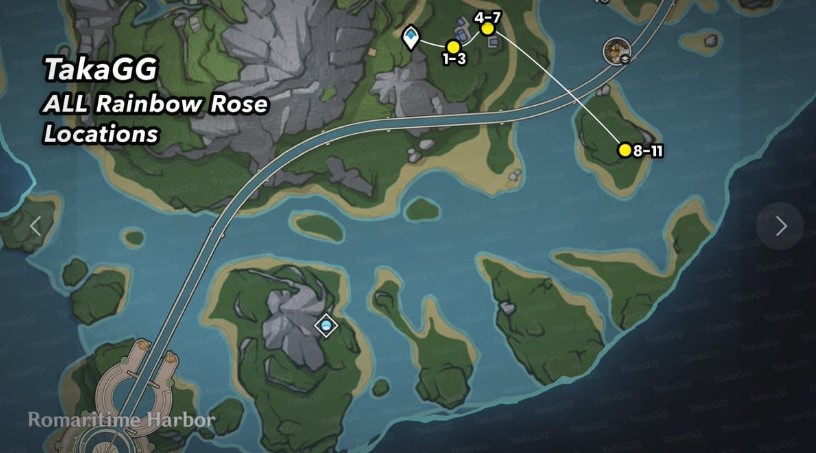 TakaGG
ALL Rainbow Rose
Locations
4-7
1-3
8-11
Romaritime Harbor